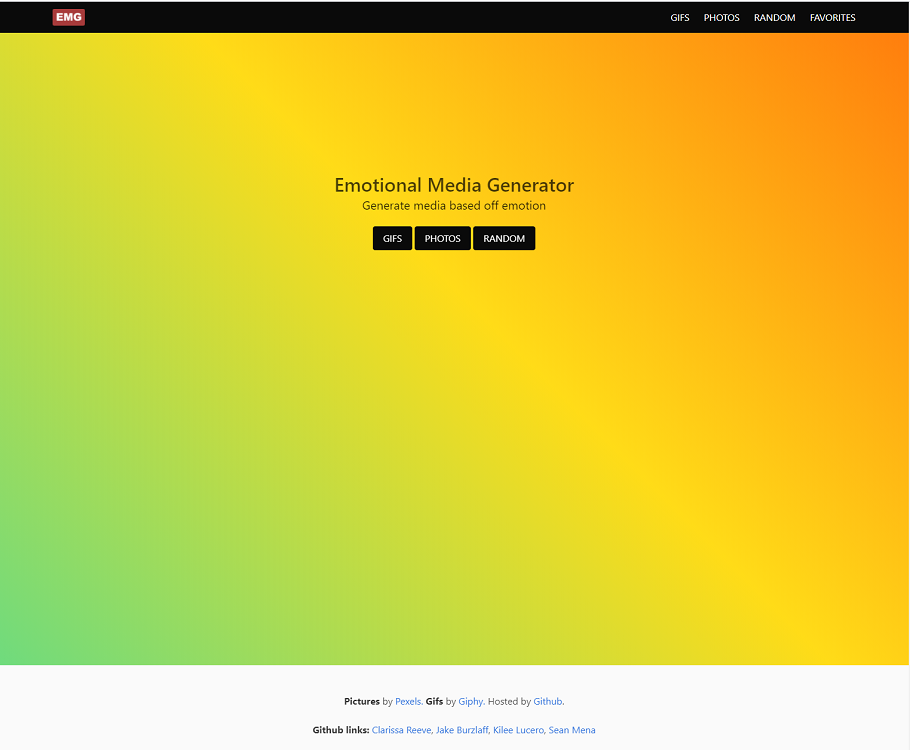 EMG GIFS PHOTOS RANDOM FAVORITES
Emotional Media Generator
Generate media based off emotion
GIFS PHOTOS RANDOM
Pictures by Pexels. Gifs by Giphy. Hosted by Github.
Github links: Clarissa Reeve, Jake Burzlaff, Kilee Lucero, Sean Mena